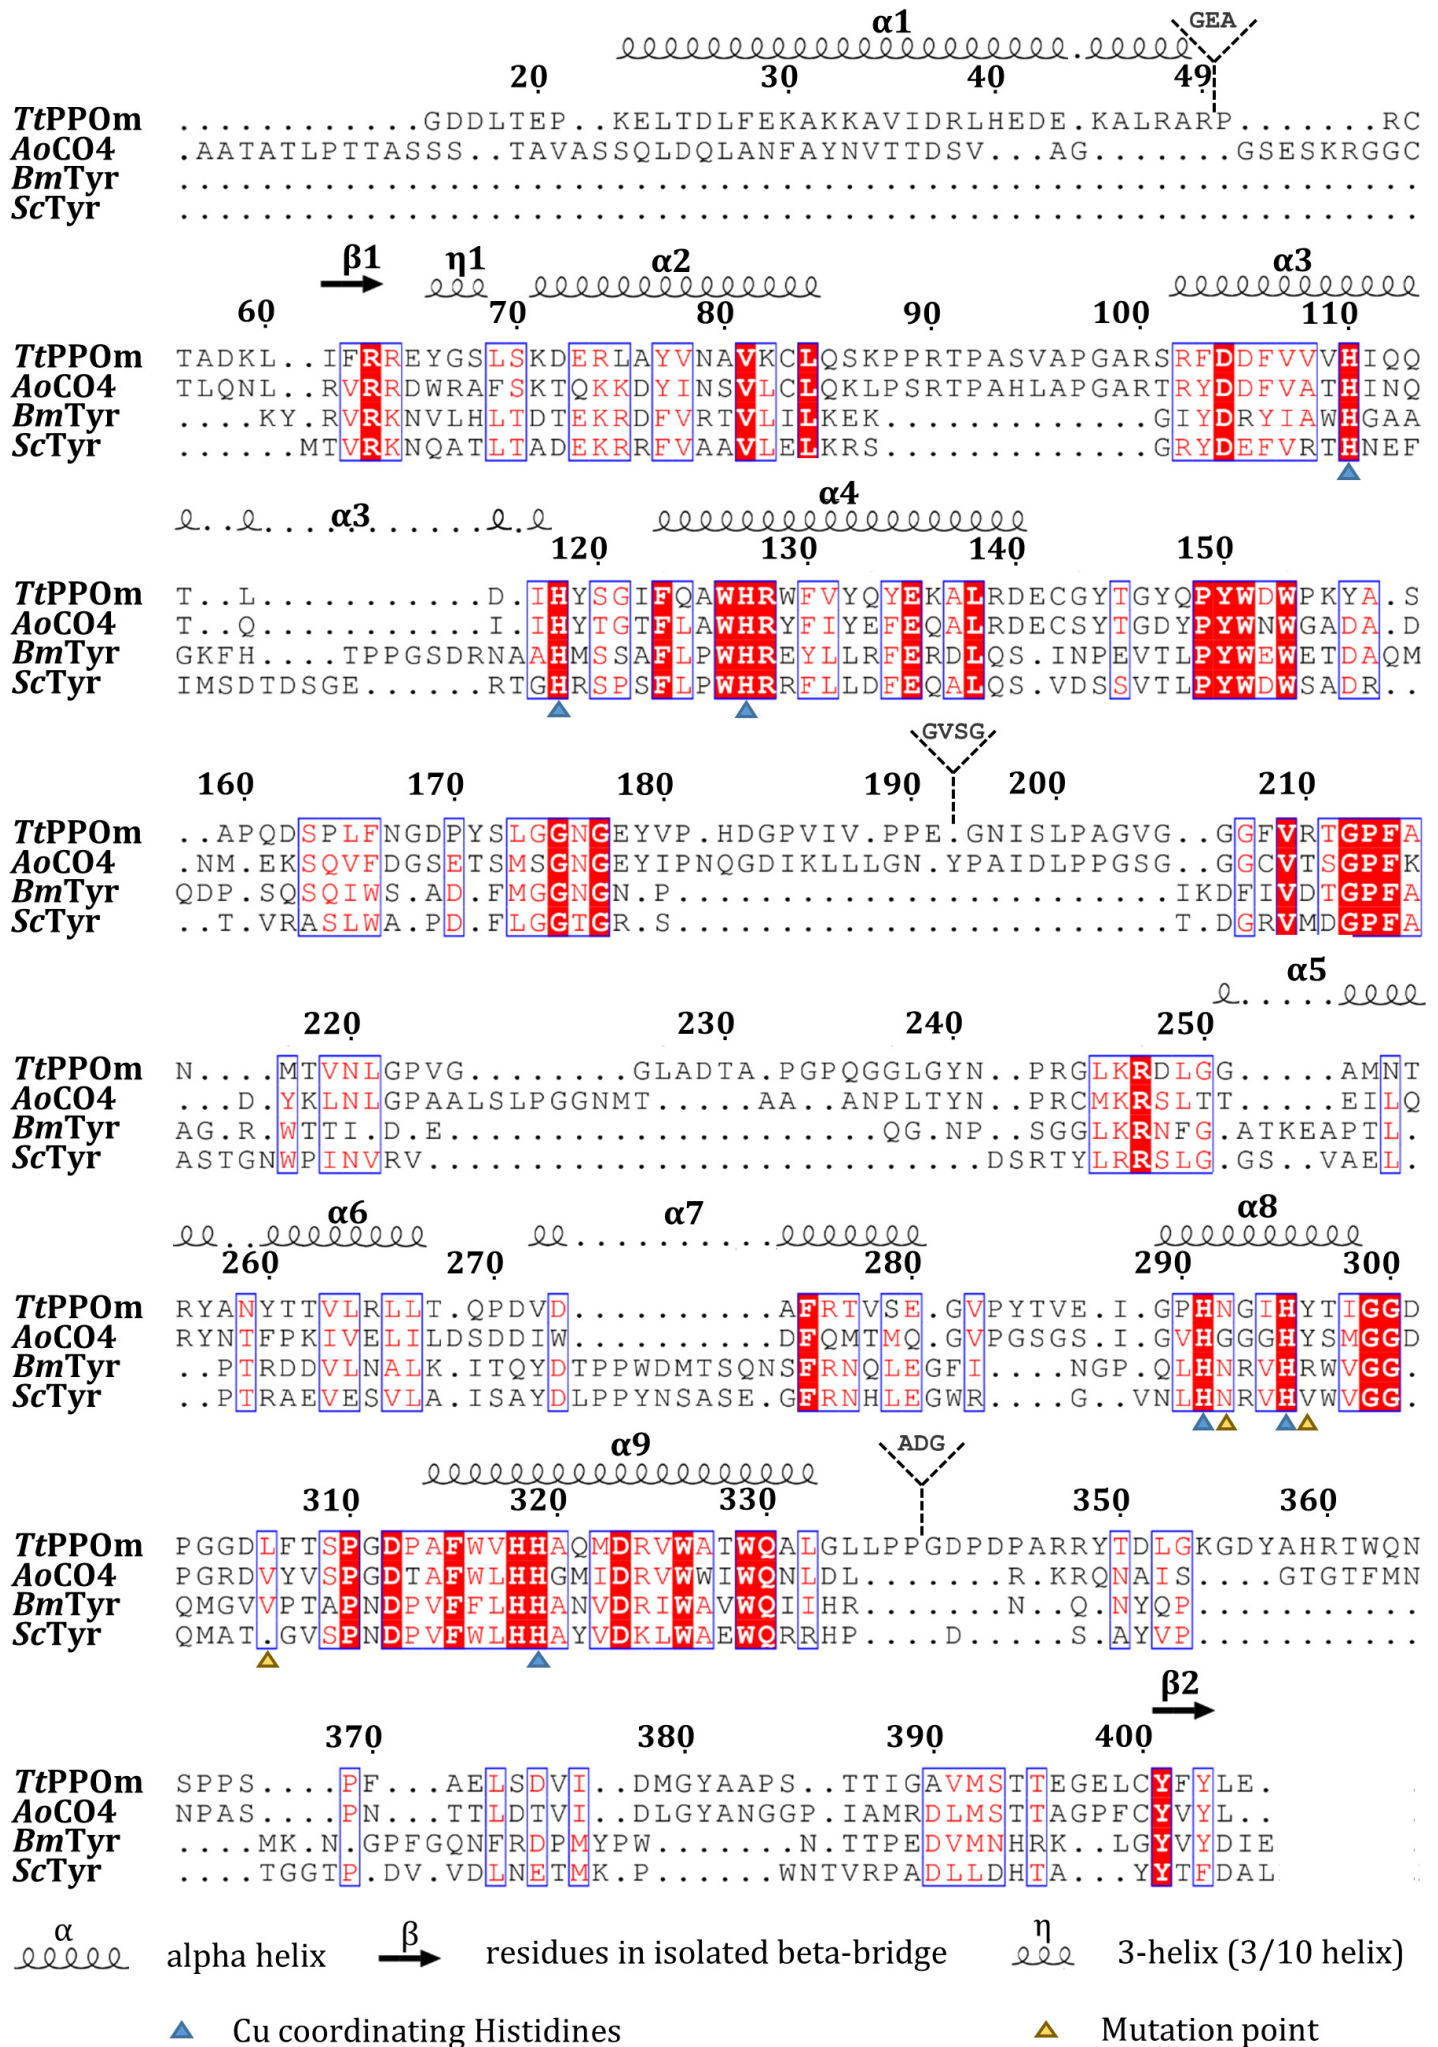 α1 GEA
20 30 40 49
TtPPOm ............GDDLTEP..KELTDLFEKAKKAVIDRLHEDE.KALRARP.......RC
AoCO4 .AATATLPTTASSS..TAVASSQLDQLANFAYNVTTDSV...AG.......GSESKRGGC
BmTyr ............................................................
ScTyr ............................................................
β1 η1 α2 α3
60 70 80 90 100 110
TtPPOm TADKL..IFRREYGSLSKDERLAYVNAVKCLQSKPPRTPASVAPGARSRFDDFVVVHIQQ
AoCO4 TLQNL..RVRRDWRAFSKTQKKDYINSVLCLQKLPSRTPAHLAPGARTRYDDFVATHINQ
BmTyr ....KY.RVRKNVLHLTDTEKRDFVRTVLILKEK.............GIYDRYIAWHGAA
ScTyr ......MTVRKNQATLTADEKRRFVAAVLELKRS.............GRYDEFVRTHNEF
α3 α4
120 130 140 150
TtPPOm T..L...........D.IHYSGIFQAWHRWFVYQYEKALRDECGYTGYQPYWDWPKYA.S
AoCO4 T..Q...........I.IHYTGTFLAWHRYFIYEFEQALRDECSYTGDYPYWNWGADA.D
BmTyr GKFH....TPPGSDRNAAHMSSAFLPWHREYLLRFERDLQS.INPEVTLPYWEWETDAQM
ScTyr IMSDTDSGE......RTGHRSPSFLPWHRRFLLDFEQALQS.VDSSVTLPYWDWSADR..
GVSG
160 170 180 190 200 210
TtPPOm ..APQDSPLFNGDPYSLGGNGEYVP.HDGPVIV.PPE.GNISLPAGVG..GGFVRTGPFA
AoCO4 .NM.EKSQVFDGSETSMSGNGEYIPNQGDIKLLLGN.YPAIDLPPGSG..GGCVTSGPFK
BmTyr QDP.SQSQIWS.AD.FMGGNGN.P........................IKDFIVDTGPFA
ScTyr ..T.VRASLWA.PD.FLGGTGR.S........................T.DGRVMDGPFA
α5
220 230 240 250
TtPPOm N....MTVNLGPVG........GLADTA.PGPQGGLGYN..PRGLKRDLGG.....AMNT
AoCO4 ...D.YKLNLGPAALSLPGGNMT.....AA..ANPLTYN..PRCMKRSLTT.....EILQ
BmTyr AG.R.WTTI.D.E.....................QG.NP..SGGLKRNFG.ATKEAPTL.
ScTyr ASTGNWPINVRV...........................DSRTYLRRSLG.GS..VAEL.
α6 α7 α8
260 270 280 290 300
TtPPOm RYANYTTVLRLLT.QPDVD..........AFRTVSE.GVPYTVE.I.GPHNGIHYTIGGD
AoCO4 RYNTFPKIVELILDSDDIW..........DFQMTMQ.GVPGSGS.I.GVHGGGHYSMGGD
BmTyr ..PTRDDVLNALK.ITQYDTPPWDMTSQNSFRNQLEGFI....NGP.QLHNRVHRWVGG.
ScTyr ..PTRAEVESVLA.ISAYDLPPYNSASE.GFRNHLEGWR....G..VNLHNRVHVWVGG.
α9 ADG
310 320 330 350 360
TtPPOm PGGDLFTSPGDPAFWVHHAQMDRVWATWQALGLLPPGDPDPARRYTDLGKGDYAHRTWQN
AoCO4 PGRDVYVSPGDTAFWLHHGMIDRVWWIWQNLDL.......R.KRQNAIS....GTGTFMN
BmTyr QMGVVPTAPNDPVFFLHHANVDRIWAVWQIIHR.......N..Q.NYQP...........
ScTyr QMAT.GVSPNDPVFWLHHAYVDKLWAEWQRRHP....D.....S.AYVP...........
β2
370 380 390 400
TtPPOm SPPS....PF...AELSDVI..DMGYAAPS..TTIGAVMSTTEGELCYFYLE.
AoCO4 NPAS....PN...TTLDTVI..DLGYANGGP.IAMRDLMSTTAGPFCYVYL..
BmTyr ....MK.N.GPFGQNFRDPMYPW.......N.TTPEDVMNHRK..LGYVYDIE
ScTyr ....TGGTP.DV.VDLNETMK.P......WNTVRPADLLDHTA...YYTFDAL
α alpha helix β residues in isolated beta-bridge η 3-helix (3/10 helix)
Cu coordinating Histidines Mutation point